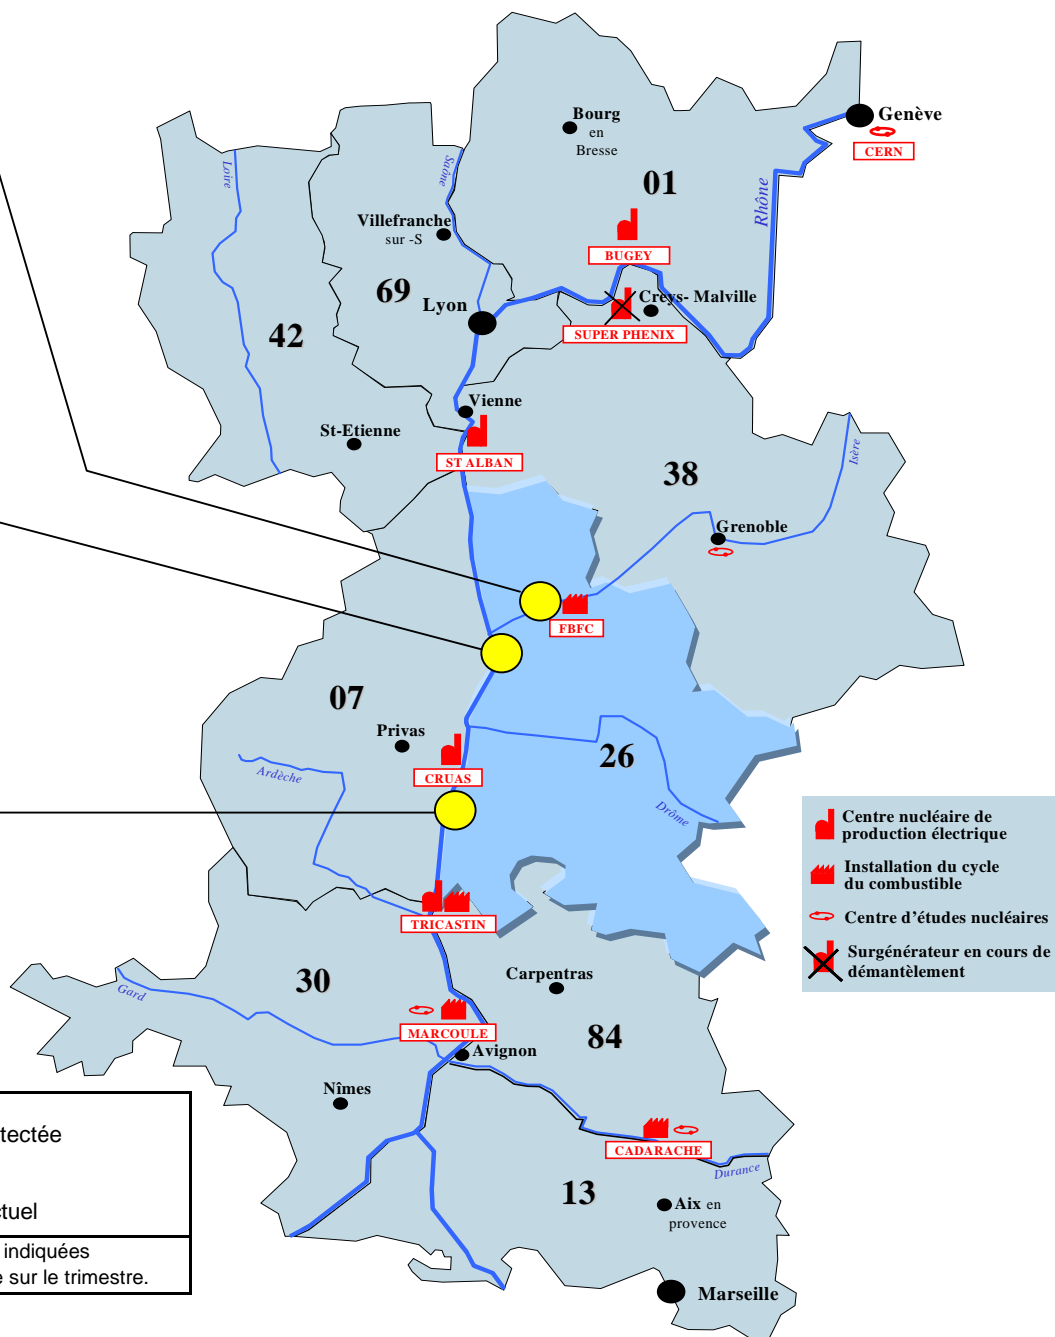 Bourg
en
Bresse
Genève
CERN
01
Rhône
Loire
Saône
Villefranche
sur -S
BUGEY
69
Lyon
Creys- Malville
SUPER PHENIX
42
Vienne
St-Etienne
ST ALBAN
38
Isère
Grenoble
FBFC
07
Privas
26
CRUAS
Ardèche
Drôme
Centre nucléaire de
production électrique
Installation du cycle
du combustible
Centre d'études nucléaires
Surgénérateur en cours de
démantèlement
TRICASTIN
Carpentras
30
Gard
MARCOULE
84
Avignon
Nîmes
CADARACHE
Durance
13
Aix en
provence
Marseille
tectée
ctuel
indiquées
e sur le trimestre.